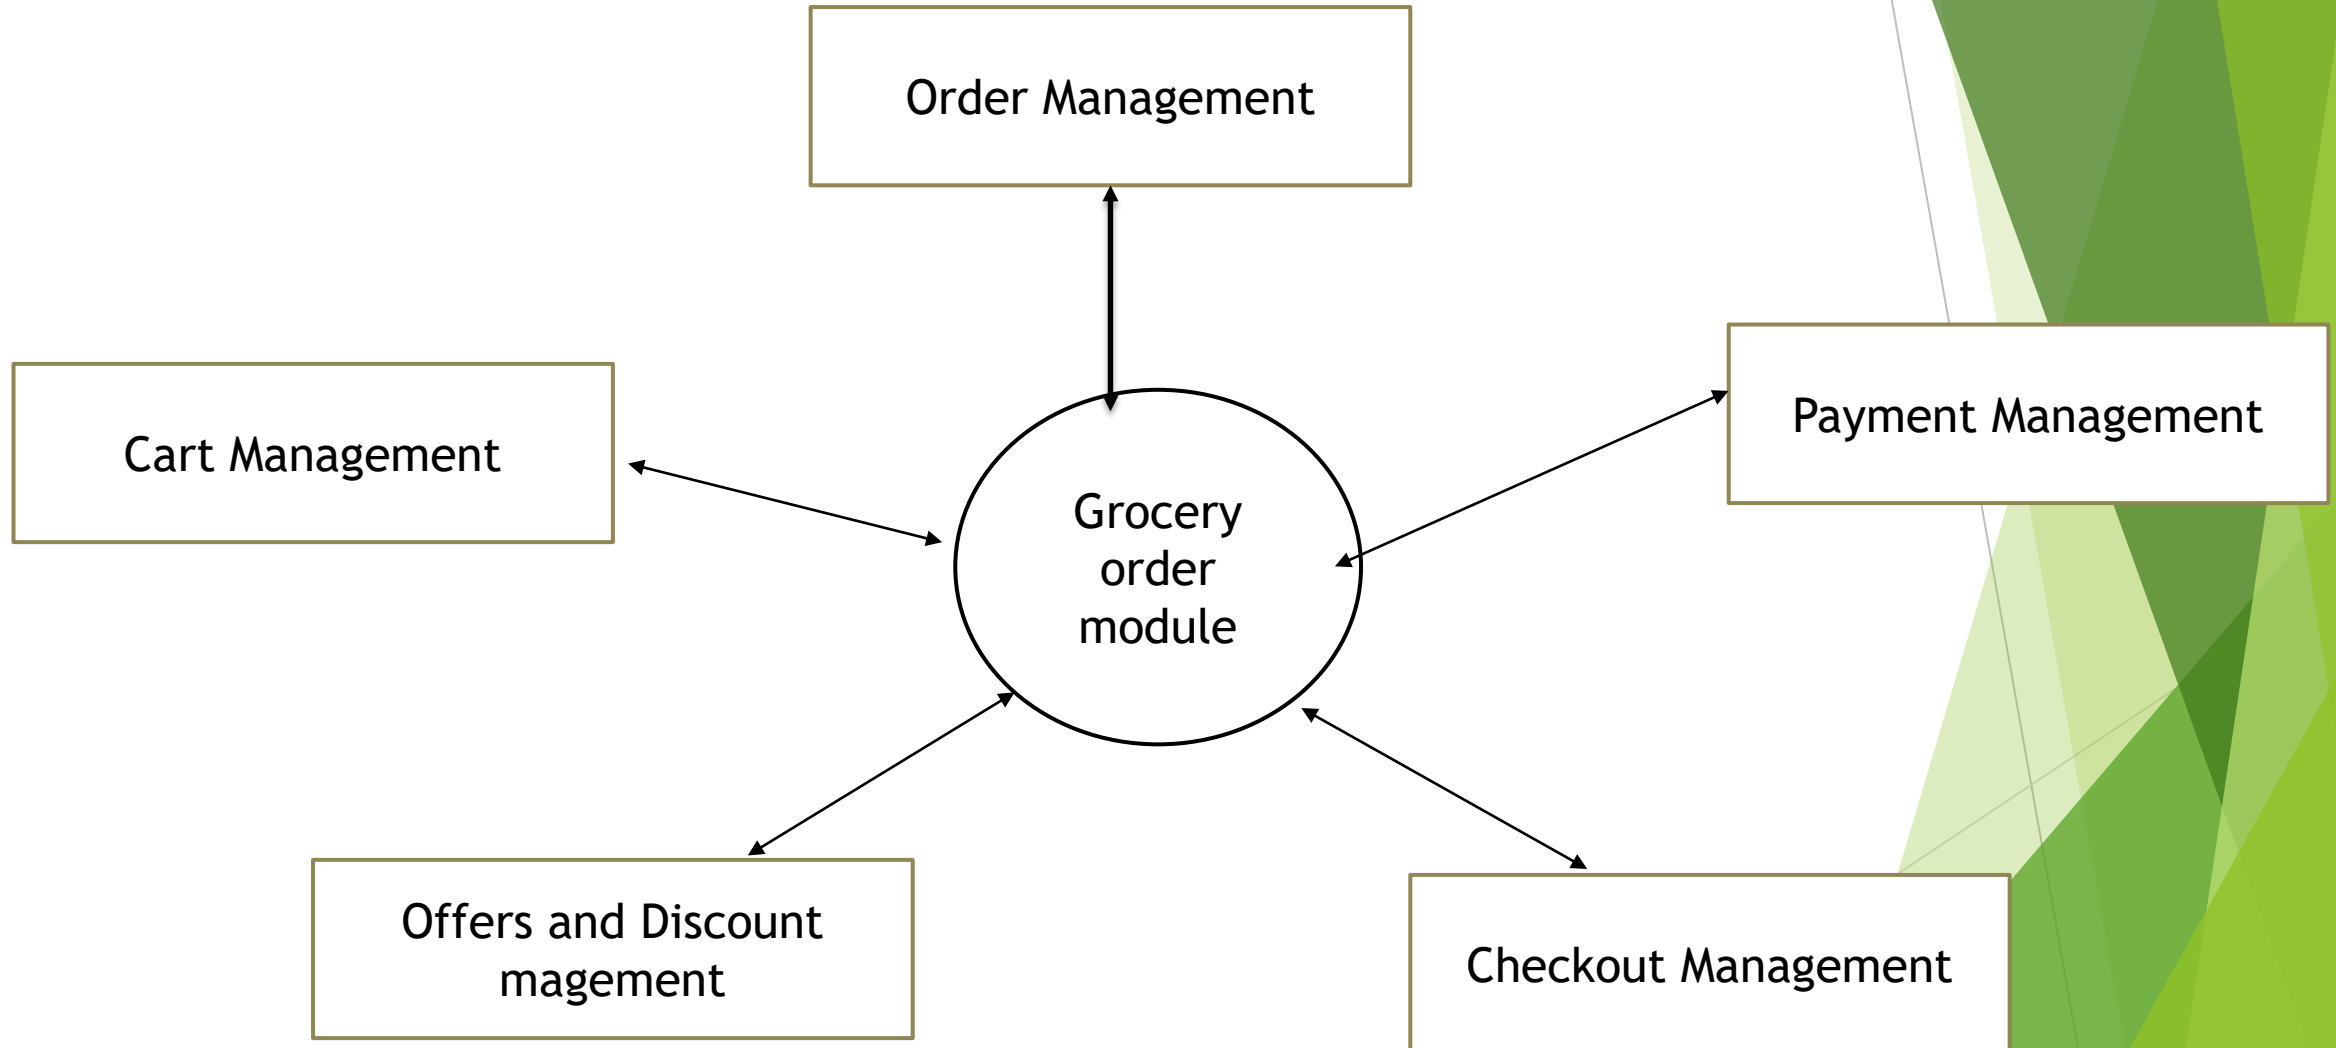 Order Management
Payment Management
Cart Management
Grocery
order
module
Offers and Discount
magement
Checkout Management